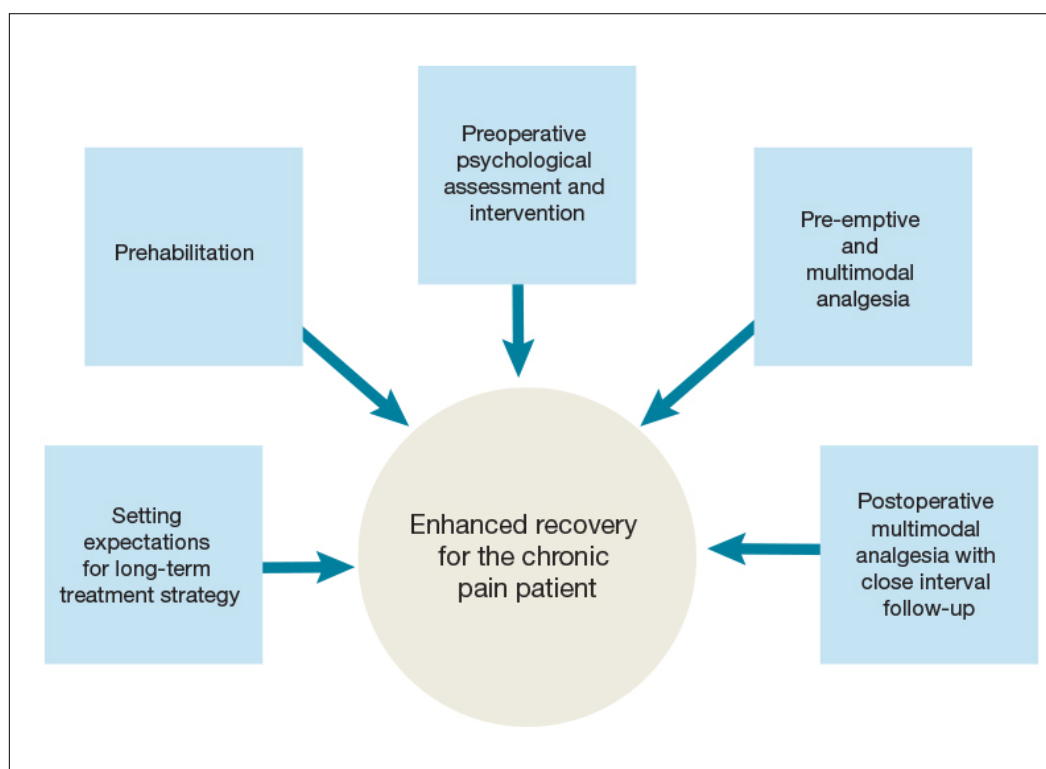 Preoperative
psychological
assessment and
intervention
Prehabilitation
Pre-emptive
and
multimodal
analgesia
Setting
expectations
for long-term
treatment strategy
Enhanced recovery
for the chronic
pain patient
Postoperative
multimodal
analgesia with
close interval
follow-up